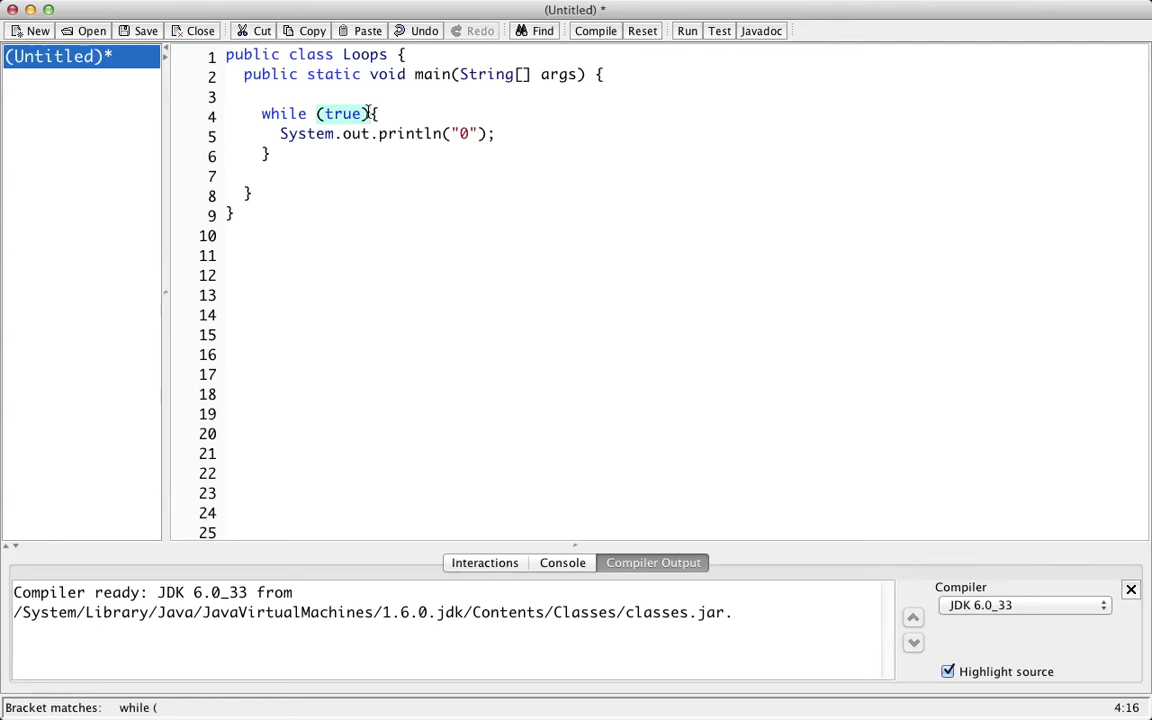 (Untitled) *
New Open Save Close Cut Copy Paste Undo Redo Find Compile Reset Run Test Javadoc
(Untitled)*
1 public class Loops {
2 public static void main(String[] args) {
3
4 while (true){
5 System.out.println("0");
6 }
7
8 }
9 }
10
11
12
13
14
15
16
17
18
19
20
21
22
23
24
25
Interactions Console Compiler Output
Compiler ready: JDK 6.0_33 from
/System/Library/Java/JavaVirtualMachines/1.6.0.jdk/Contents/Classes/classes.jar.
Compiler
JDK 6.0_33
Highlight source
Bracket matches: while ( 4:16